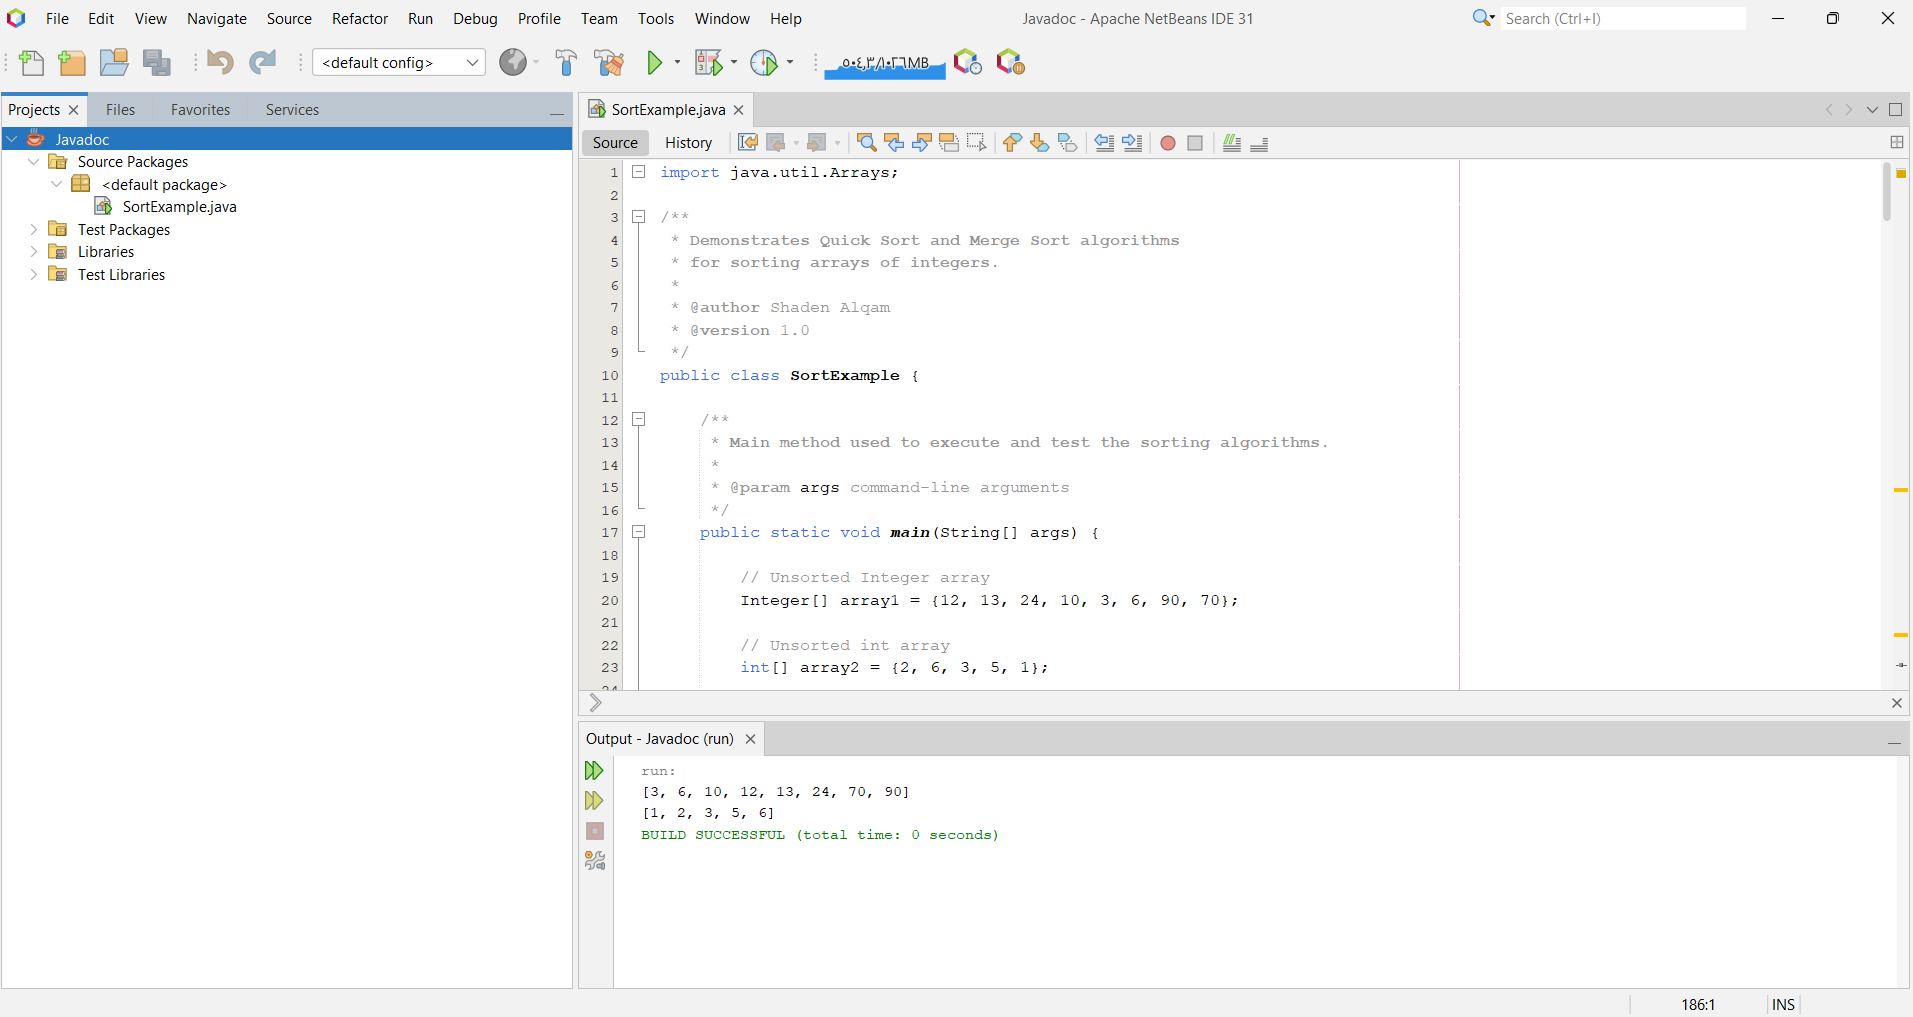 File Edit View Navigate Source Refactor Run Debug Profile Team Tools Window Help
Javadoc - Apache NetBeans IDE 31
Search (Ctrl+I)
<default config>
٥٠٤٫٣/١٠٢٦MB
Projects Files Favorites Services
Javadoc
Source Packages
<default package>
SortExample.java
Test Packages
Libraries
Test Libraries
SortExample.java
Source History
1 import java.util.Arrays;
2
3 /**
4 * Demonstrates Quick Sort and Merge Sort algorithms
5 * for sorting arrays of integers.
6 *
7 * @author Shaden Alqam
8 * @version 1.0
9 */
10 public class SortExample {
11
12 /**
13 * Main method used to execute and test the sorting algorithms.
14 *
15 * @param args command-line arguments
16 */
17 public static void main(String[] args) {
18
19 // Unsorted Integer array
20 Integer[] array1 = {12, 13, 24, 10, 3, 6, 90, 70};
21
22 // Unsorted int array
23 int[] array2 = {2, 6, 3, 5, 1};
24
Output - Javadoc (run)
run:
[3, 6, 10, 12, 13, 24, 70, 90]
[1, 2, 3, 5, 6]
BUILD SUCCESSFUL (total time: 0 seconds)
186:1 INS